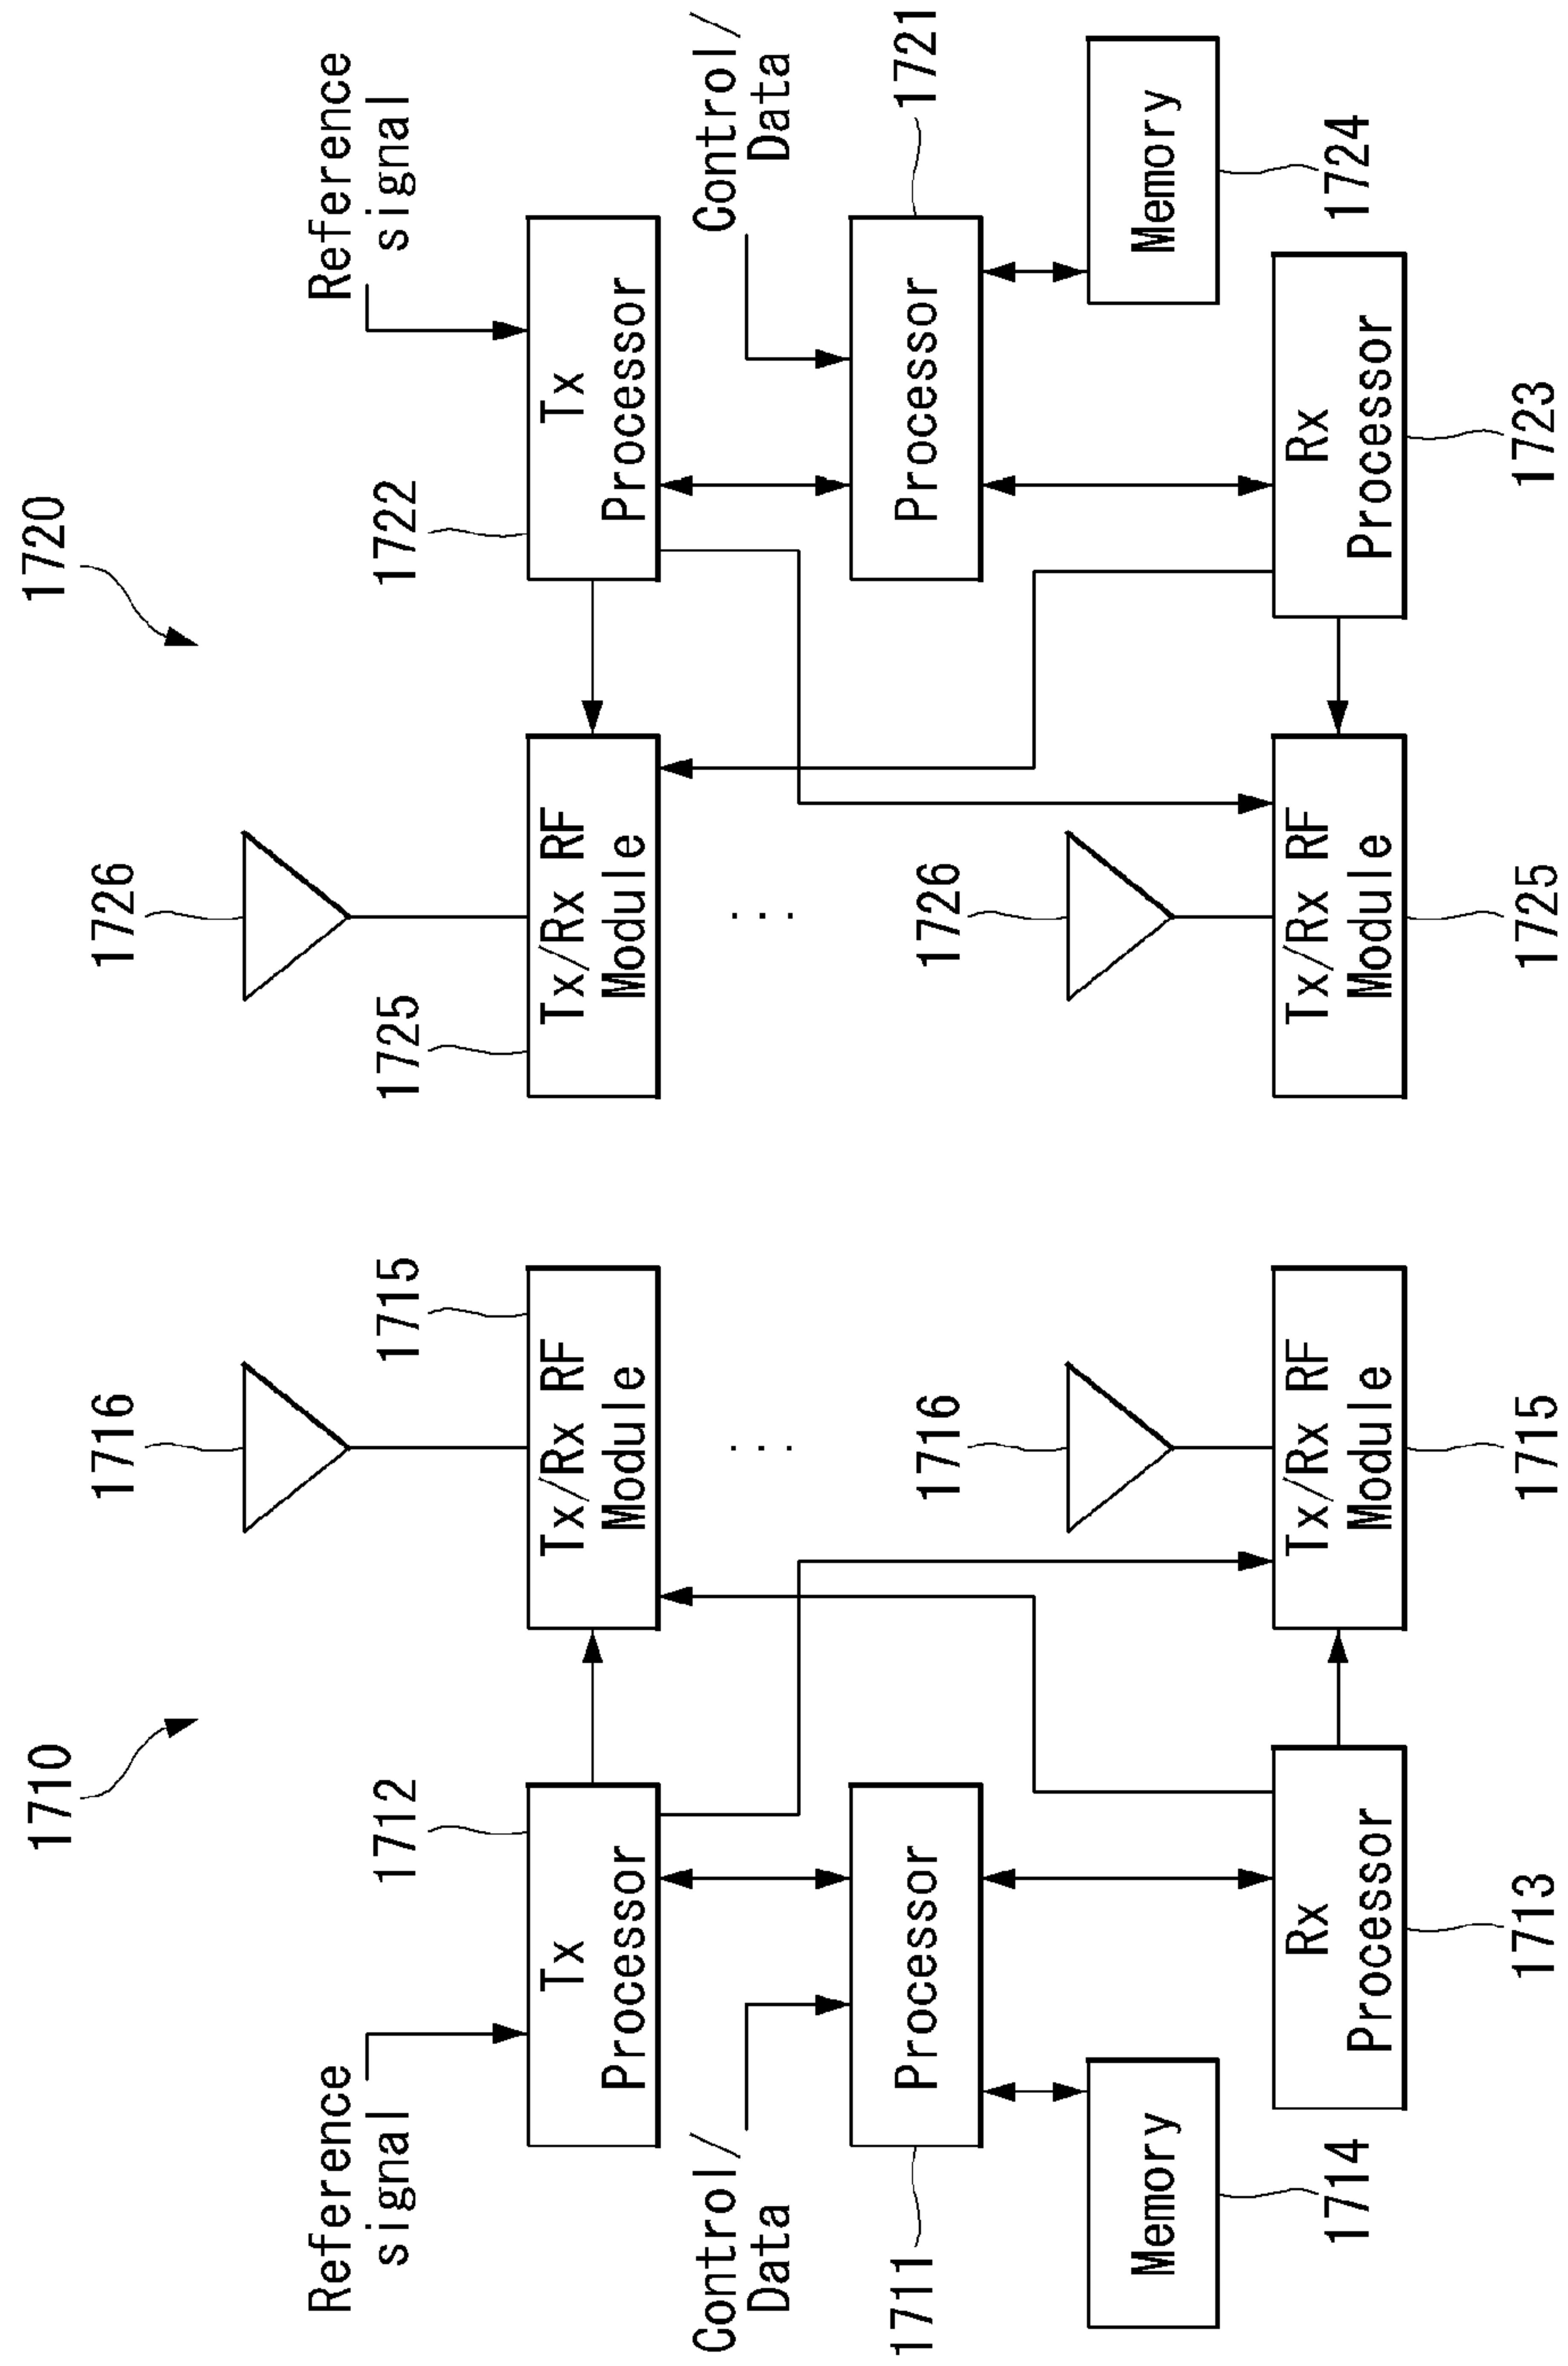 1710
1720
1716
1726
Reference
signal
1712
1715
1725
1722
Reference
signal
Tx
Processor
Tx/Rx RF
Module
Tx/Rx RF
Module
Tx
Processor
Control/
Data
...
...
Control/
Data
1711
Processor
1716
1726
Processor
1721
Memory
Memory
1714
1724
Rx
Processor
Tx/Rx RF
Module
Tx/Rx RF
Module
Rx
Processor
1713
1715
1725
1723